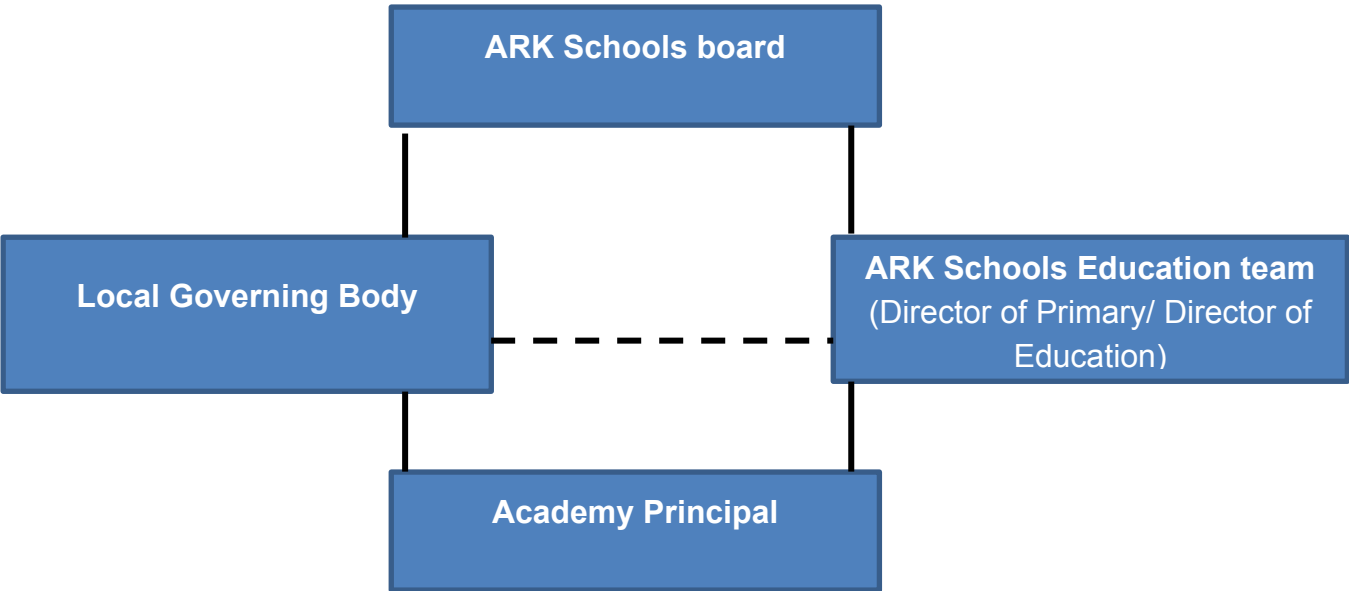 ARK Schools board
Local Governing Body
ARK Schools Education team
(Director of Primary/ Director of
Education)
Academy Principal